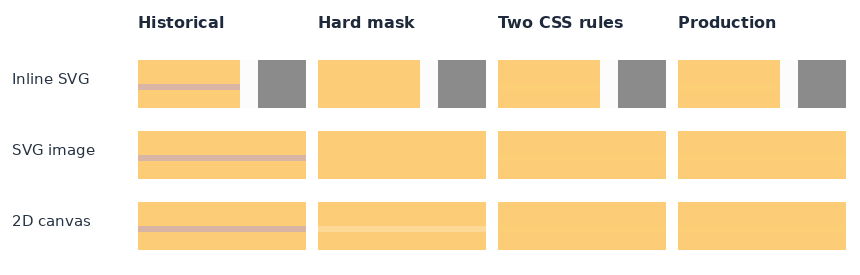 Historical Hard mask Two CSS rules Production
Inline SVG
SVG image
2D canvas